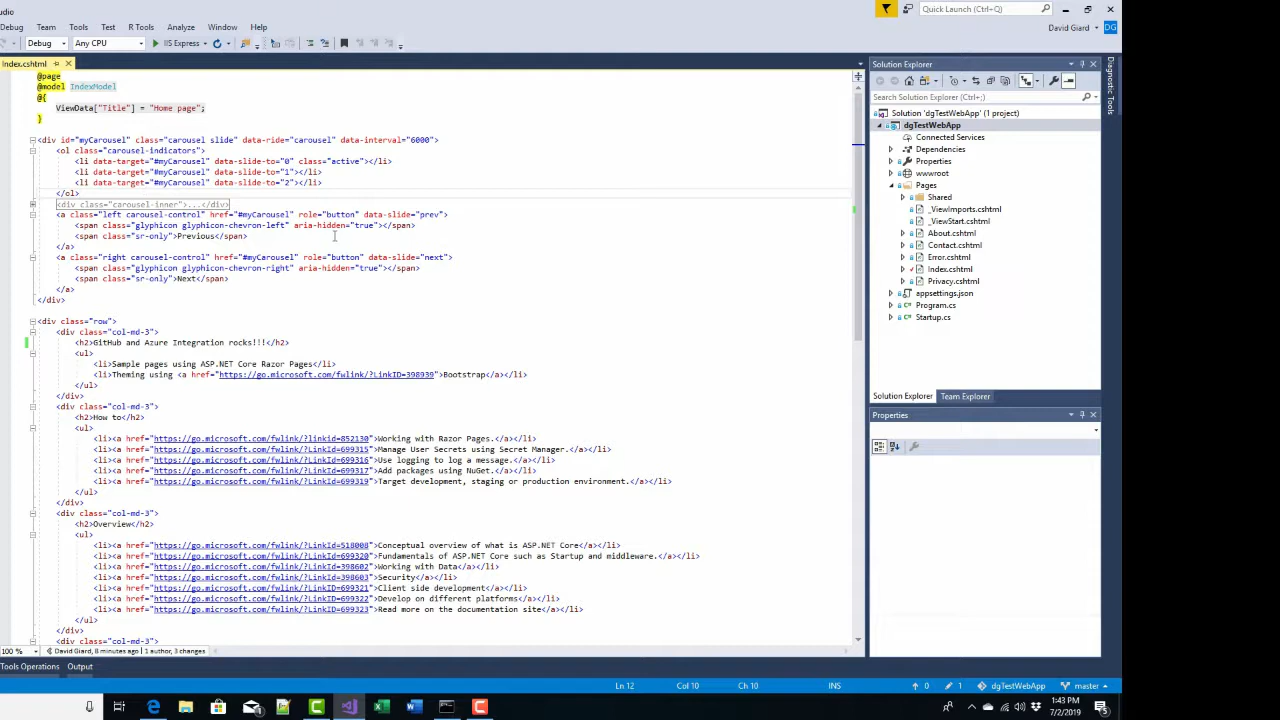 udio
Quick Launch (Ctrl+;)
Debug Team Tools Test R Tools Analyze Window Help
David Giard DG
Debug Any CPU IIS Express
Index.cshtml
@page
@model IndexModel
@{
ViewData["Title"] = "Home page";
}
<div id="myCarousel" class="carousel slide" data-ride="carousel" data-interval="6000">
<ol class="carousel-indicators">
<li data-target="#myCarousel" data-slide-to="0" class="active"></li>
<li data-target="#myCarousel" data-slide-to="1"></li>
<li data-target="#myCarousel" data-slide-to="2"></li>
</ol>
<div class="carousel-inner">...</div>
<a class="left carousel-control" href="#myCarousel" role="button" data-slide="prev">
<span class="glyphicon glyphicon-chevron-left" aria-hidden="true"></span>
<span class="sr-only">Previous</span>
</a>
<a class="right carousel-control" href="#myCarousel" role="button" data-slide="next">
<span class="glyphicon glyphicon-chevron-right" aria-hidden="true"></span>
<span class="sr-only">Next</span>
</a>
</div>
<div class="row">
<div class="col-md-3">
<h2>GitHub and Azure Integration rocks!!!</h2>
<ul>
<li>Sample pages using ASP.NET Core Razor Pages</li>
<li>Theming using <a href="https://go.microsoft.com/fwlink/?LinkID=398939">Bootstrap</a></li>
</ul>
</div>
<div class="col-md-3">
<h2>How to</h2>
<ul>
<li><a href="https://go.microsoft.com/fwlink/?linkid=852130">Working with Razor Pages.</a></li>
<li><a href="https://go.microsoft.com/fwlink/?LinkId=699315">Manage User Secrets using Secret Manager.</a></li>
<li><a href="https://go.microsoft.com/fwlink/?LinkId=699316">Use logging to log a message.</a></li>
<li><a href="https://go.microsoft.com/fwlink/?LinkId=699317">Add packages using NuGet.</a></li>
<li><a href="https://go.microsoft.com/fwlink/?LinkId=699319">Target development, staging or production environment.</a></li>
</ul>
</div>
<div class="col-md-3">
<h2>Overview</h2>
<ul>
<li><a href="https://go.microsoft.com/fwlink/?LinkId=518008">Conceptual overview of what is ASP.NET Core</a></li>
<li><a href="https://go.microsoft.com/fwlink/?LinkId=699320">Fundamentals of ASP.NET Core such as Startup and middleware.</a></li>
<li><a href="https://go.microsoft.com/fwlink/?LinkId=398602">Working with Data</a></li>
<li><a href="https://go.microsoft.com/fwlink/?LinkId=398603">Security</a></li>
<li><a href="https://go.microsoft.com/fwlink/?LinkID=699321">Client side development</a></li>
<li><a href="https://go.microsoft.com/fwlink/?LinkID=699322">Develop on different platforms</a></li>
<li><a href="https://go.microsoft.com/fwlink/?LinkID=699323">Read more on the documentation site</a></li>
</ul>
</div>
<div class="col-md-3">
100 % David Giard, 8 minutes ago | 1 author, 3 changes
Tools Operations Output
Solution Explorer
Search Solution Explorer (Ctrl+;)
Solution 'dgTestWebApp' (1 project)
dgTestWebApp
Connected Services
Dependencies
Properties
wwwroot
Pages
Shared
_ViewImports.cshtml
_ViewStart.cshtml
About.cshtml
Contact.cshtml
Error.cshtml
Index.cshtml
Privacy.cshtml
appsettings.json
Program.cs
Startup.cs
Solution Explorer Team Explorer
Properties
Diagnostic Tools
Ln 12 Col 10 Ch 10 INS 0 1 dgTestWebApp master
1:43 PM
7/2/2019